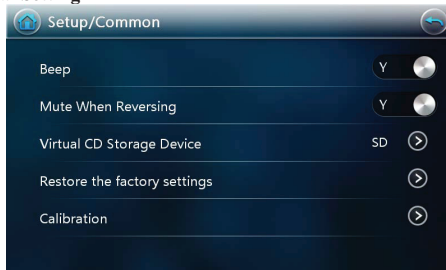 Setup/Common
Beep Y
Mute When Reversing Y
Virtual CD Storage Device SD
Restore the factory settings
Calibration